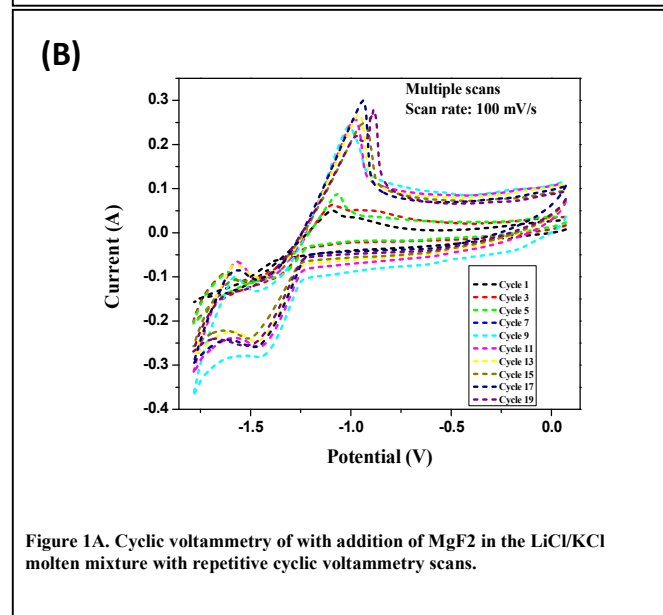 (B)
Multiple scans
Scan rate: 100 mV/s
0.3
0.2
0.1
0.0
-0.1
-0.2
-0.3
-0.4
Current (A)
Cycle 1
Cycle 3
Cycle 5
Cycle 7
Cycle 9
Cycle 11
Cycle 13
Cycle 15
Cycle 17
Cycle 19
-1.5
-1.0
-0.5
0.0
Potential (V)
Figure 1A. Cyclic voltammetry of with addition of MgF2 in the LiCl/KCl
molten mixture with repetitive cyclic voltammetry scans.